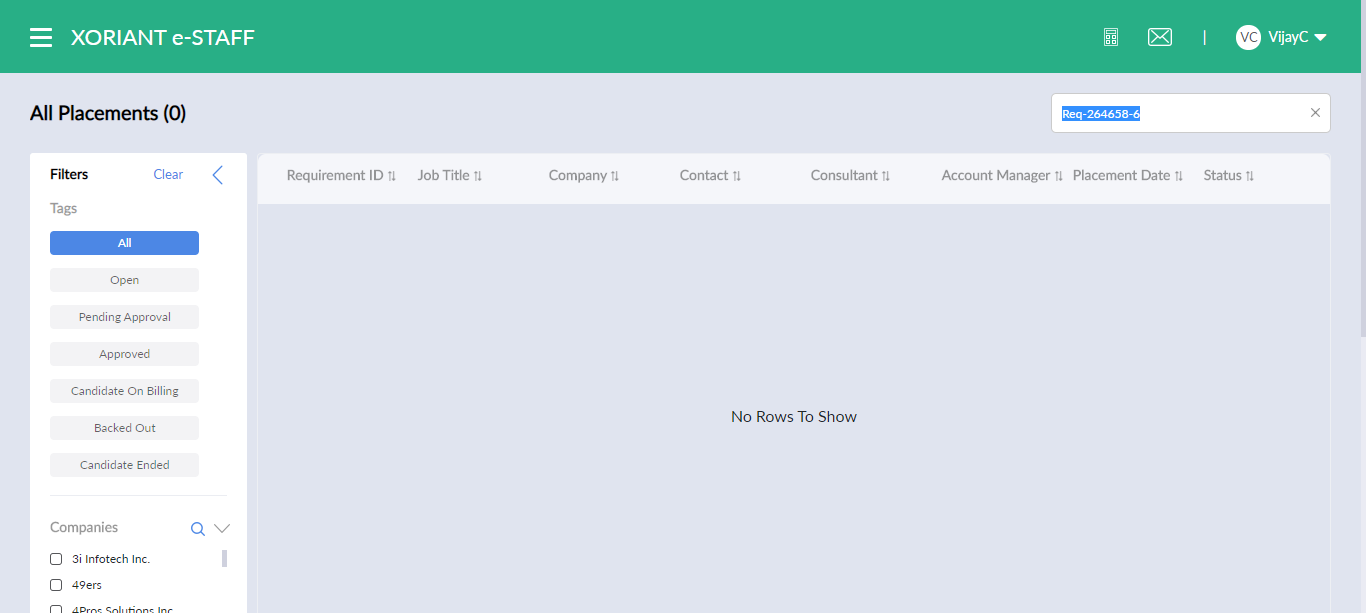 XORIANT e-STAFF
|
VC VijayC
All Placements (0)
Req-264658-6
Filters
Clear
Tags
All
Open
Pending Approval
Approved
Candidate On Billing
Backed Out
Candidate Ended
Companies
3i Infotech Inc.
49ers
4Pros Solutions Inc
Requirement ID Job Title Company Contact Consultant Account Manager Placement Date Status
No Rows To Show